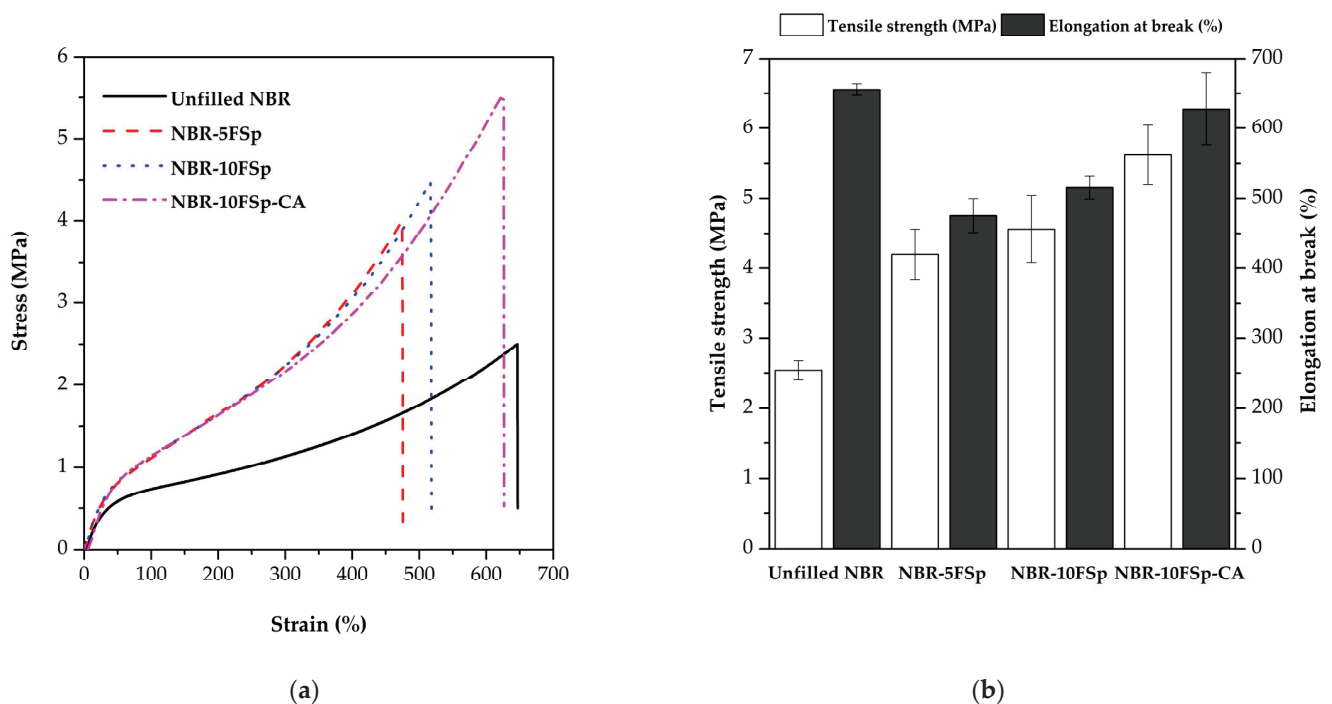 6
5
4
3
2
1
0
Stress (MPa)
Unfilled NBR
NBR-5FSp
NBR-10FSp
NBR-10FSp-CA
0 100 200 300 400 500 600 700
Strain (%)
(a)
Tensile strength (MPa) Elongation at break (%)
7
6
5
4
3
2
1
0
Tensile strength (MPa)
700
600
500
400
300
200
100
0
Elongation at break (%)
Unfilled NBR NBR-5FSp NBR-10FSp NBR-10FSp-CA
(b)